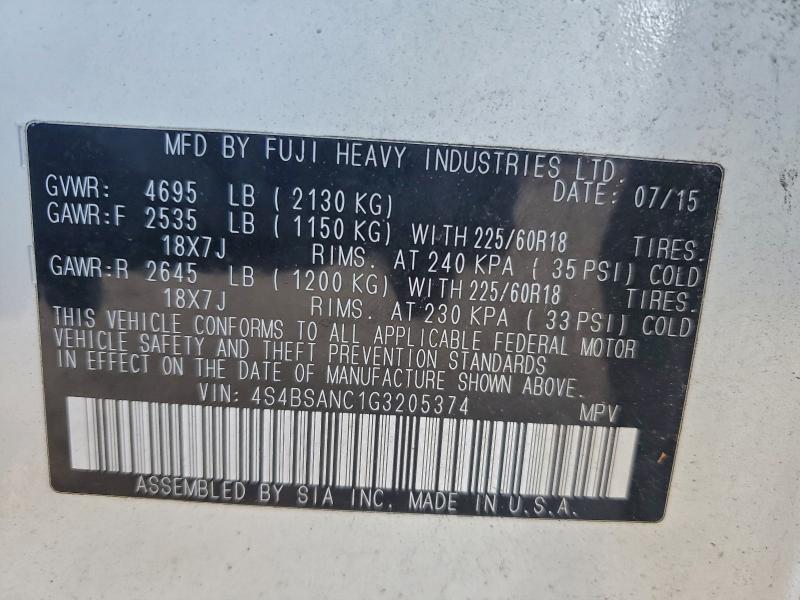 MFD BY FUJI HEAVY INDUSTRIES LTD.
DATE: 07/15
GVWR: 4695 LB ( 2130 KG)
GAWR:F 2535 LB ( 1150 KG) WITH 225/60R18 TIRES.
18X7J RIMS. AT 240 KPA ( 35 PSI) COLD
GAWR:R 2645 LB ( 1200 KG) WITH 225/60R18 TIRES.
18X7J RIMS. AT 230 KPA ( 33 PSI) COLD
THIS VEHICLE CONFORMS TO ALL APPLICABLE FEDERAL MOTOR
VEHICLE SAFETY AND THEFT PREVENTION STANDARDS
IN EFFECT ON THE DATE OF MANUFACTURE SHOWN ABOVE.
VIN: 4S4BSANC1G3205374 MPV
ASSEMBLED BY SIA INC. MADE IN U.S.A.